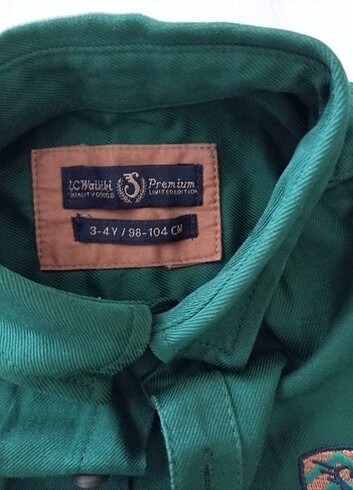 LC Waikiki Premium
QUALITY GOODS LIMITED EDITION
3-4Y / 98-104 CM